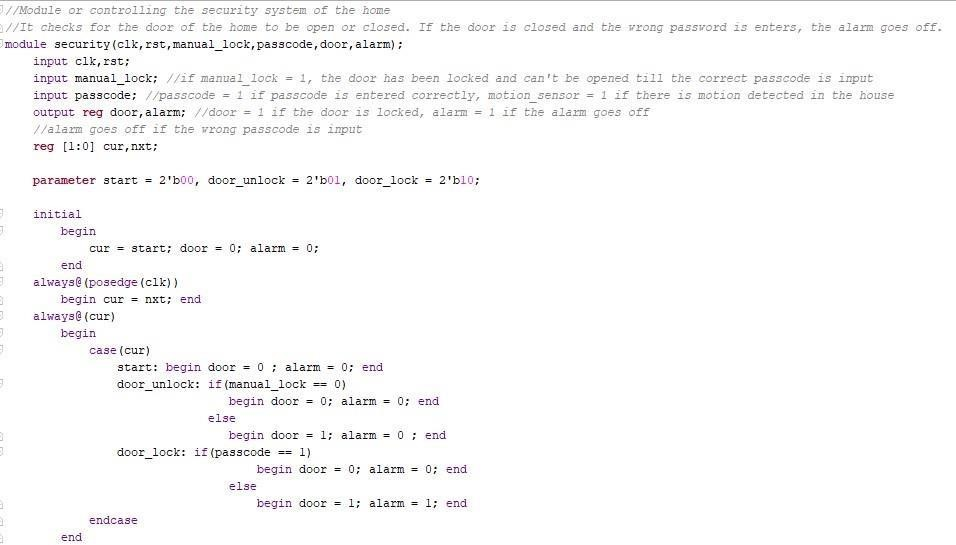 //Module or controlling the security system of the home
//It checks for the door of the home to be open or closed. If the door is closed and the wrong password is enters, the alarm goes off.
module security(clk,rst,manual_lock,passcode,door,alarm);
input clk,rst;
input manual_lock; //if manual_lock = 1, the door has been locked and can't be opened till the correct passcode is input
input passcode; //passcode = 1 if passcode is entered correctly, motion_sensor = 1 if there is motion detected in the house
output reg door,alarm; //door = 1 if the door is locked, alarm = 1 if the alarm goes off
//alarm goes off if the wrong passcode is input
reg [1:0] cur,nxt;
parameter start = 2'b00, door_unlock = 2'b01, door_lock = 2'b10;
initial
begin
cur = start; door = 0; alarm = 0;
end
always@(posedge(clk))
begin cur = nxt; end
always@(cur)
begin
case(cur)
start: begin door = 0 ; alarm = 0; end
door_unlock: if(manual_lock == 0)
begin door = 0; alarm = 0; end
else
begin door = 1; alarm = 0 ; end
door_lock: if(passcode == 1)
begin door = 0; alarm = 0; end
else
begin door = 1; alarm = 1; end
endcase
end